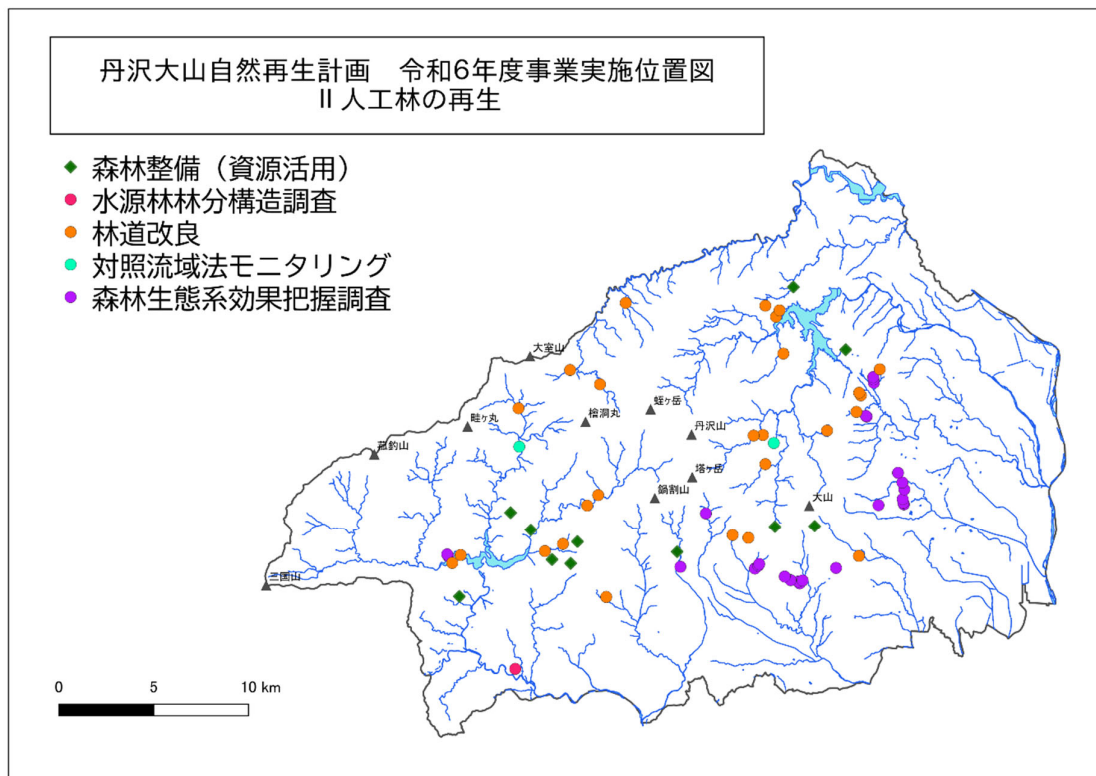 丹沢大山自然再生計画　令和6年度事業実施位置図
Ⅱ 人工林の再生
森林整備（資源活用）
水源林林分構造調査
林道改良
対照流域法モニタリング
森林生態系効果把握調査
大室山
蛭ヶ岳
畦ヶ丸
檜洞丸
丹沢山
菰釣山
塔ヶ岳
鍋割山
大山
三国山
0 5 10 km